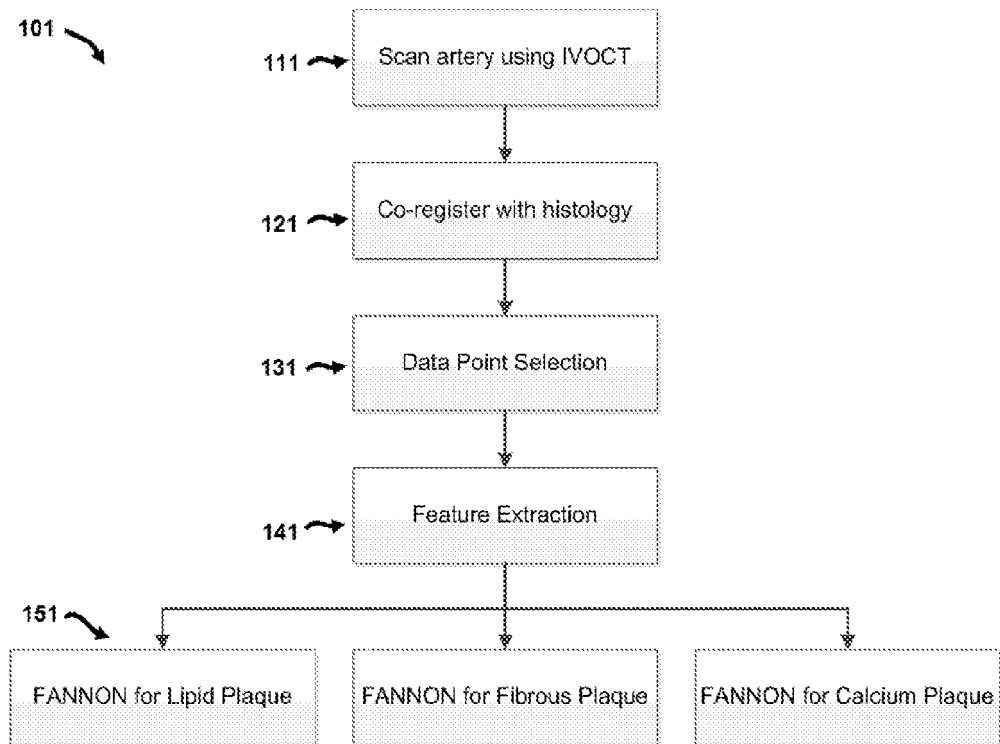 101
111
Scan artery using IVOCT
121
Co-register with histology
131
Data Point Selection
141
Feature Extraction
151
FANNON for Lipid Plaque
FANNON for Fibrous Plaque
FANNON for Calcium Plaque